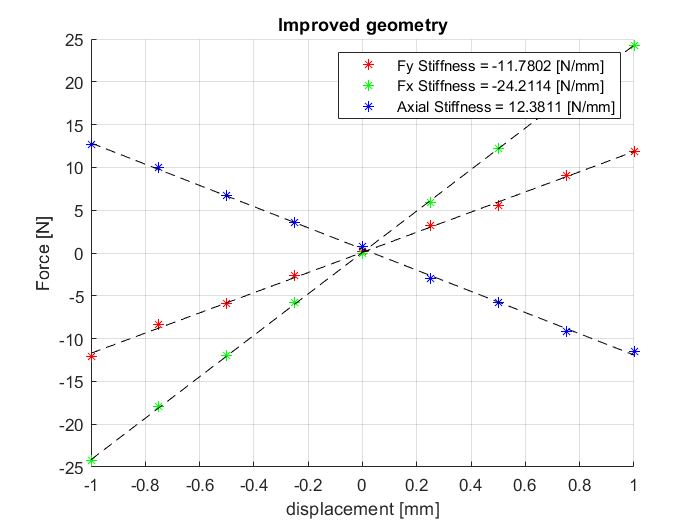 Improved geometry
Fy Stiffness = -11.7802 [N/mm]
Fx Stiffness = -24.2114 [N/mm]
Axial Stiffness = 12.3811 [N/mm]
25
20
15
10
5
0
-5
-10
-15
-20
-25
Force [N]
-1 -0.8 -0.6 -0.4 -0.2 0 0.2 0.4 0.6 0.8 1
displacement [mm]